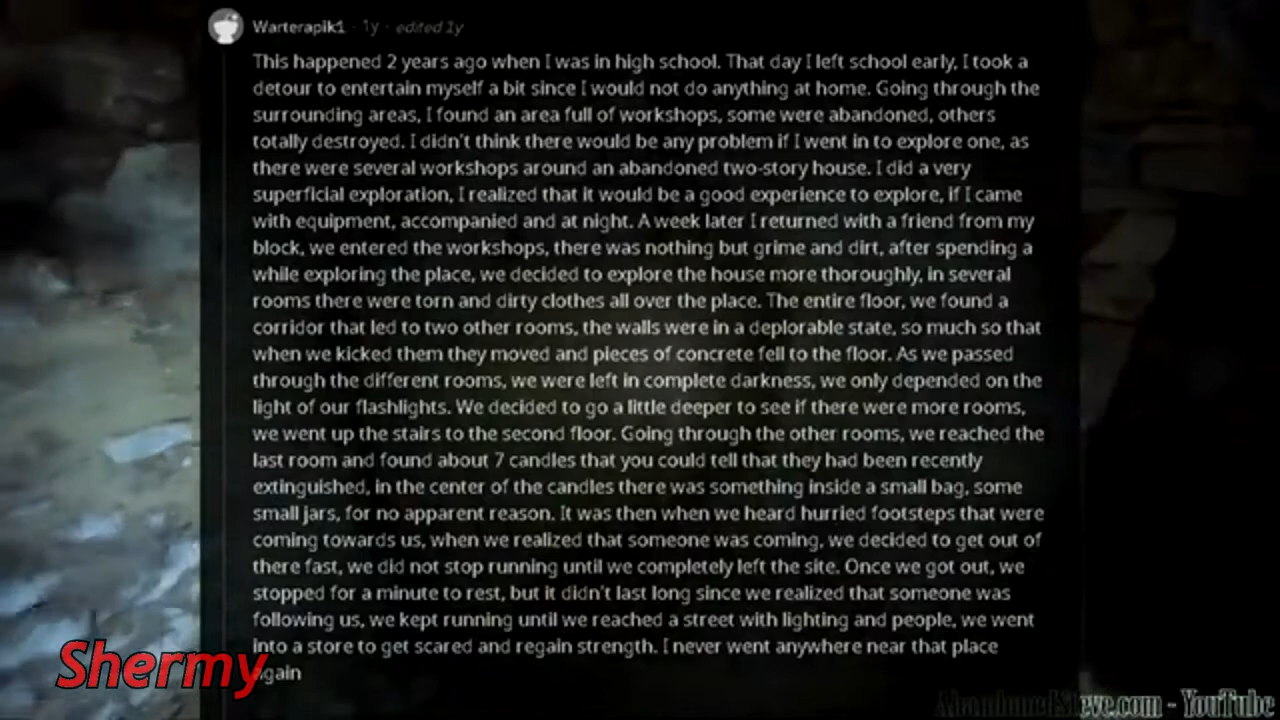 Warterapik1 · 1y · edited 1y
This happened 2 years ago when I was in high school. That day I left school early, I took a
detour to entertain myself a bit since I would not do anything at home. Going through the
surrounding areas, I found an area full of workshops, some were abandoned, others
totally destroyed. I didn't think there would be any problem if I went in to explore one, as
there were several workshops around an abandoned two-story house. I did a very
superficial exploration, I realized that it would be a good experience to explore, if I came
with equipment, accompanied and at night. A week later I returned with a friend from my
block, we entered the workshops, there was nothing but grime and dirt, after spending a
while exploring the place, we decided to explore the house more thoroughly, in several
rooms there were torn and dirty clothes all over the place. The entire floor, we found a
corridor that led to two other rooms, the walls were in a deplorable state, so much so that
when we kicked them they moved and pieces of concrete fell to the floor. As we passed
through the different rooms, we were left in complete darkness, we only depended on the
light of our flashlights. We decided to go a little deeper to see if there were more rooms,
we went up the stairs to the second floor. Going through the other rooms, we reached the
last room and found about 7 candles that you could tell that they had been recently
extinguished, in the center of the candles there was something inside a small bag, some
small jars, for no apparent reason. It was then when we heard hurried footsteps that were
coming towards us, when we realized that someone was coming, we decided to get out of
there fast, we did not stop running until we completely left the site. Once we got out, we
stopped for a minute to rest, but it didn't last long since we realized that someone was
following us, we kept running until we reached a street with lighting and people, we went
into a store to get scared and regain strength. I never went anywhere near that place
again
Shermy
AbandonedSteve.com - YouTube